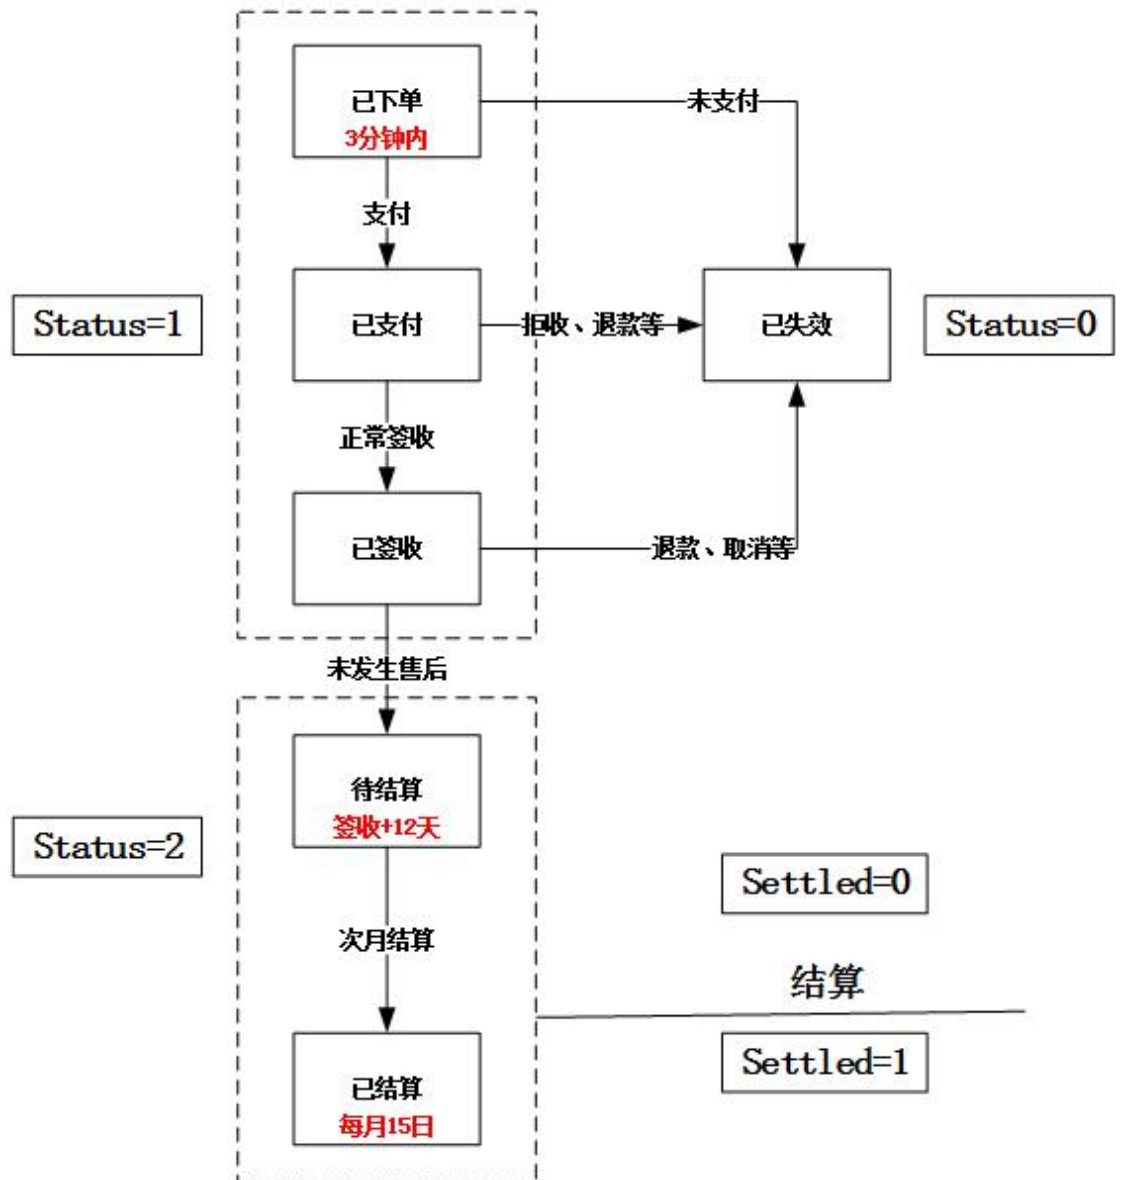 已下单
3分钟内
未支付
支付
Status=1
已支付
拒收、退款等
已失效
Status=0
正常签收
已签收
退款、取消等
未发生售后
待结算
签收+12天
Status=2
Settled=0
次月结算
结算
Settled=1
已结算
每月15日